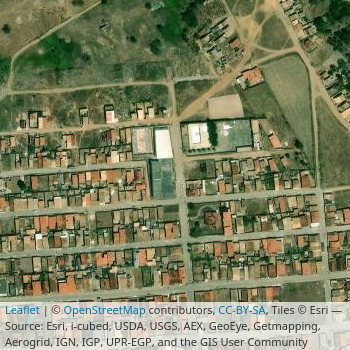 Leaflet | © OpenStreetMap contributors, CC-BY-SA, Tiles © Esri —
Source: Esri, i-cubed, USDA, USGS, AEX, GeoEye, Getmapping,
Aerogrid, IGN, IGP, UPR-EGP, and the GIS User Community